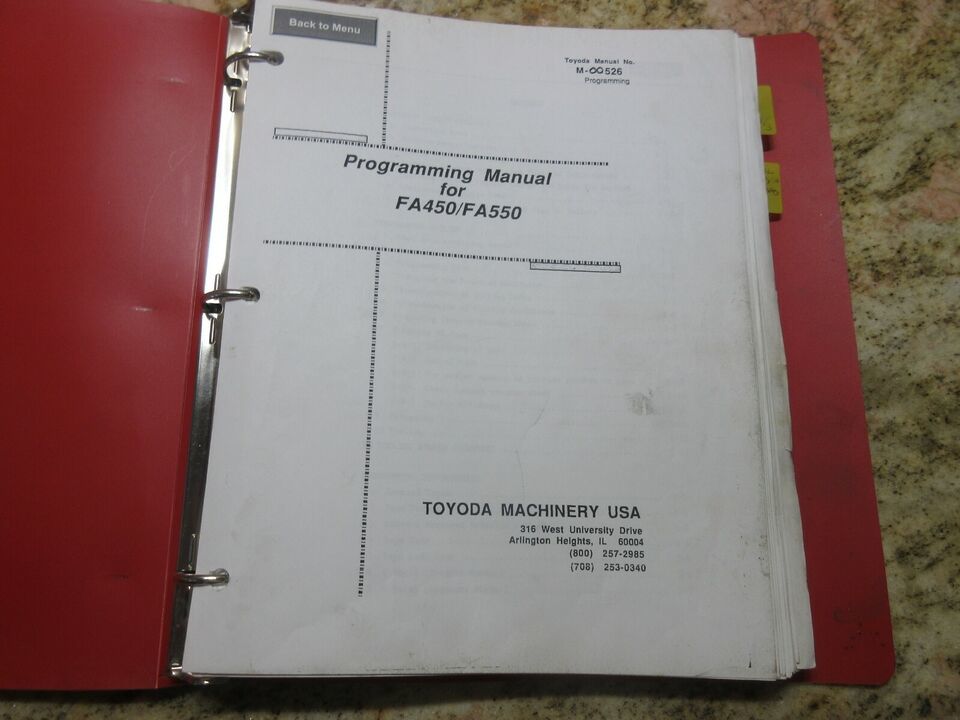 Back to Menu
Toyoda Manual No.
M-00526
Programming
Programming Manual
for
FA450/FA550
TOYODA MACHINERY USA
316 West University Drive
Arlington Heights, IL 60004
(800) 257-2985
(708) 253-0340